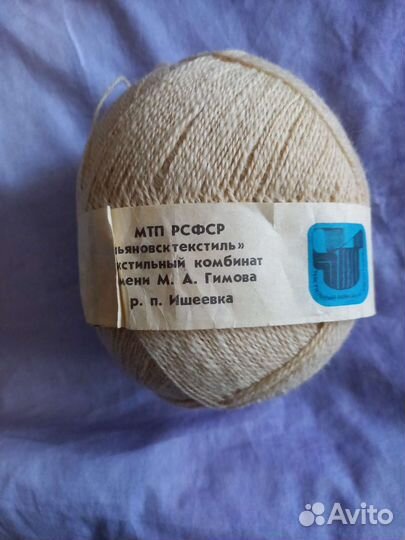 МТП РСФСР
льяновсктекстиль»
кстильный комбинат
мени М. А. Гимова
р. п. Ишеевка
Avito